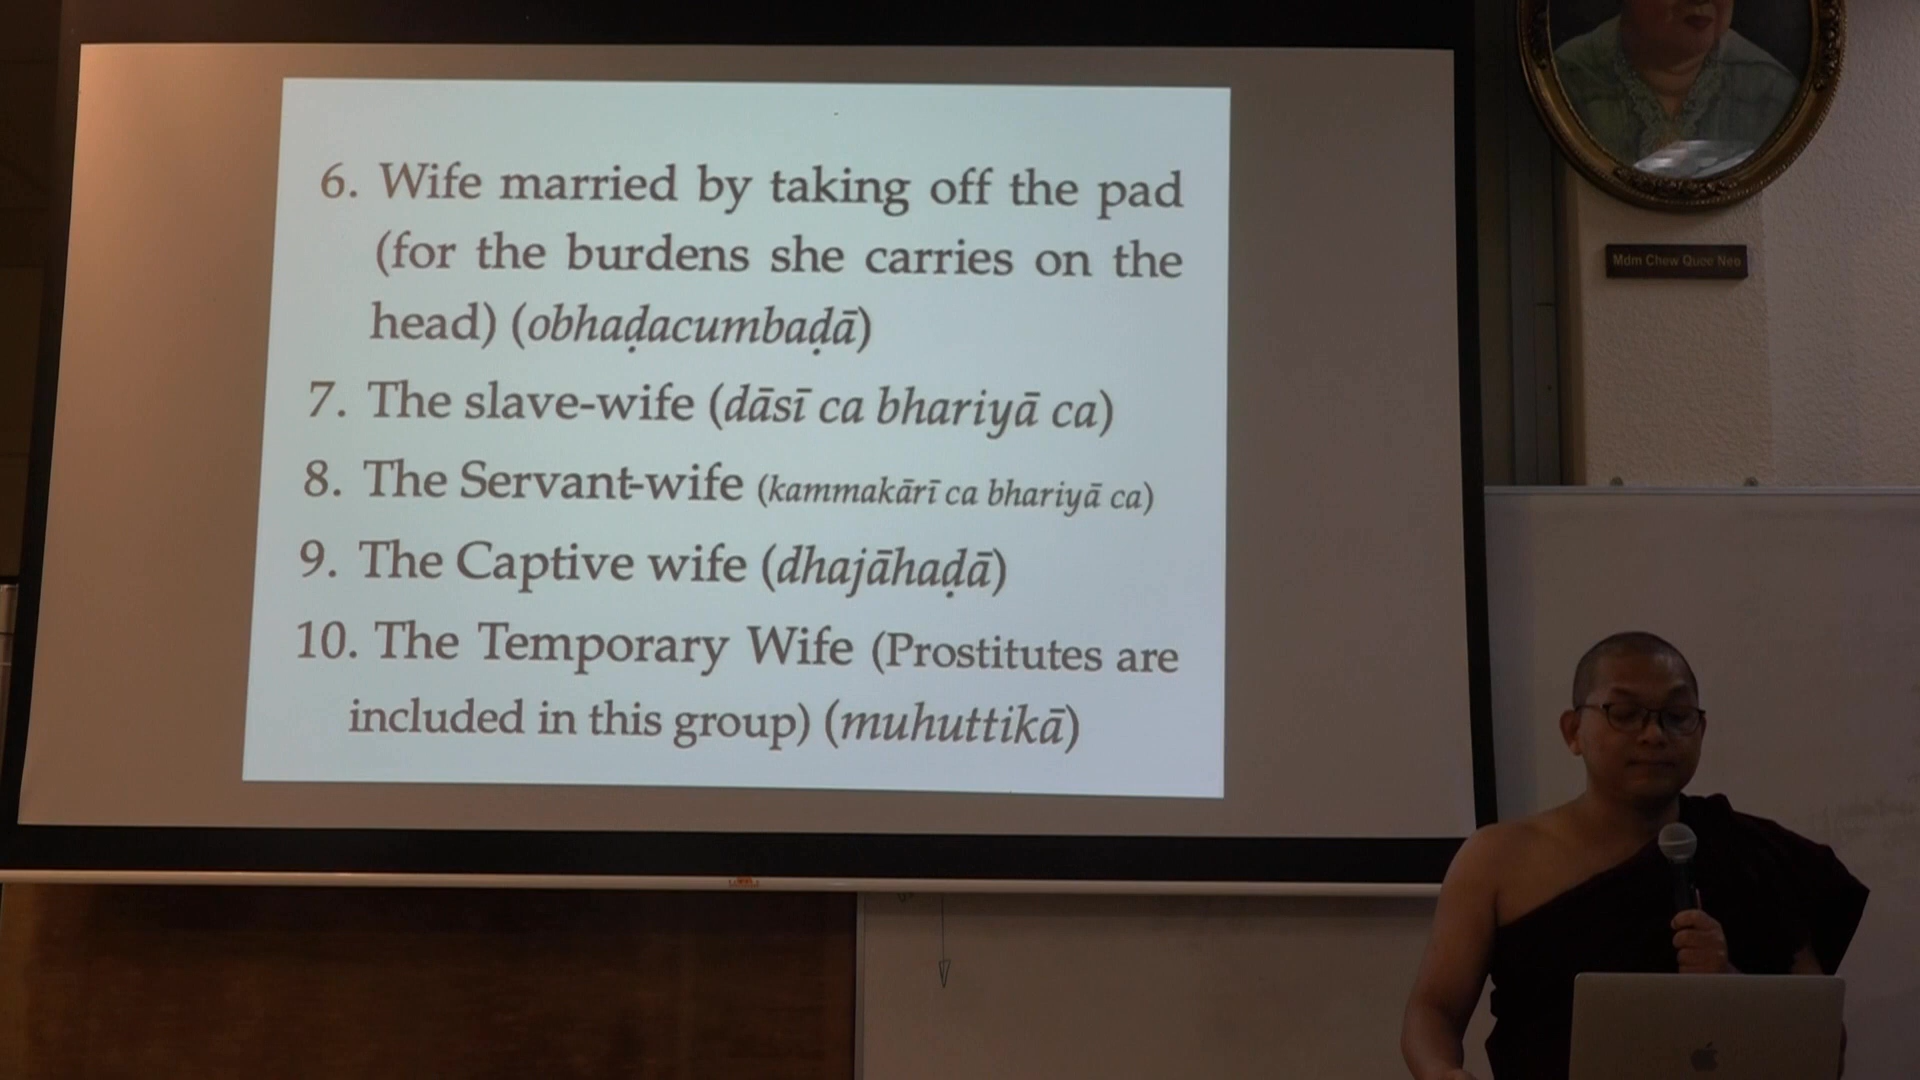 6. Wife married by taking off the pad
(for the burdens she carries on the
head) (obhaḍacumbaḍā)
7. The slave-wife (dāsī ca bhariyā ca)
8. The Servant-wife (kammakārī ca bhariyā ca)
9. The Captive wife (dhajāhaḍā)
10. The Temporary Wife (Prostitutes are
included in this group) (muhuttikā)
Mdm Chew Quee Neo